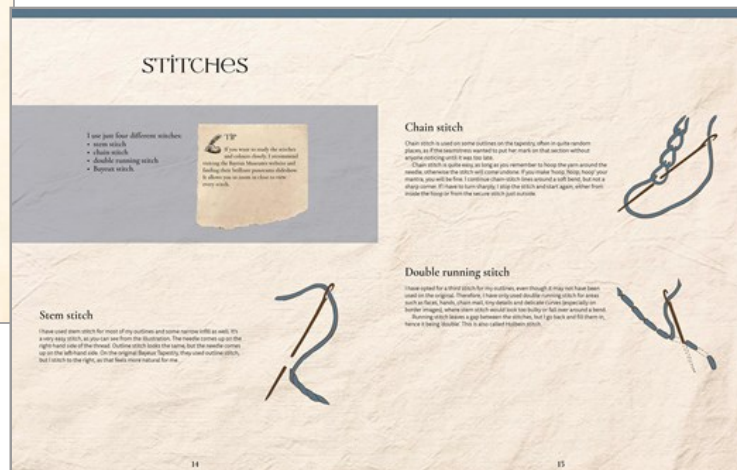 STITCHES
I use just four different stitches:
• stem stitch
• chain stitch
• double running stitch
• Bayeux stitch.
TIP
If you want to study the stitches
and colours closely, I recommend
visiting the Bayeux Museum's website and
finding their brilliant panoramic slideshow.
It allows you to zoom in close to view
every stitch.
Stem stitch
I have used stem stitch for most of my outlines and some narrow infill as well. It's
a very easy stitch, as you can see from the illustration. The needle comes up on the
right-hand side of the thread. Outline stitch looks the same, but the needle comes
up on the left-hand side. On the original Bayeux Tapestry, they used outline stitch,
but I stitch to the right, as that feels more natural for me.
14
Chain stitch
Chain stitch is used on some outlines on the tapestry, often in quite random
places, as if the seamstress wanted to put her mark on that section without
anyone noticing until it was too late.
Chain stitch is quite easy, as long as you remember to hoop the yarn around the
needle, otherwise the stitch will come undone. If you make 'hoop, hoop, hoop' your
mantra, you will be fine. I continue chain-stitch lines around a soft bend, but not a
sharp corner. If I have to turn sharply, I stop the stitch and start again, either from
inside the hoop or from the secure stitch just outside.
Double running stitch
I have opted for a third stitch for my outlines, even though it may not have been
used on the original. Therefore, I have only used double running stitch for areas
such as faces, hands, chain mail, tiny details and delicate curves (especially on
border images), where stem stitch would look too bulky or fall over around a bend.
Running stitch leaves a gap between the stitches, but I go back and fill them in,
hence it being 'double'. This is also called Holbein stitch.
15